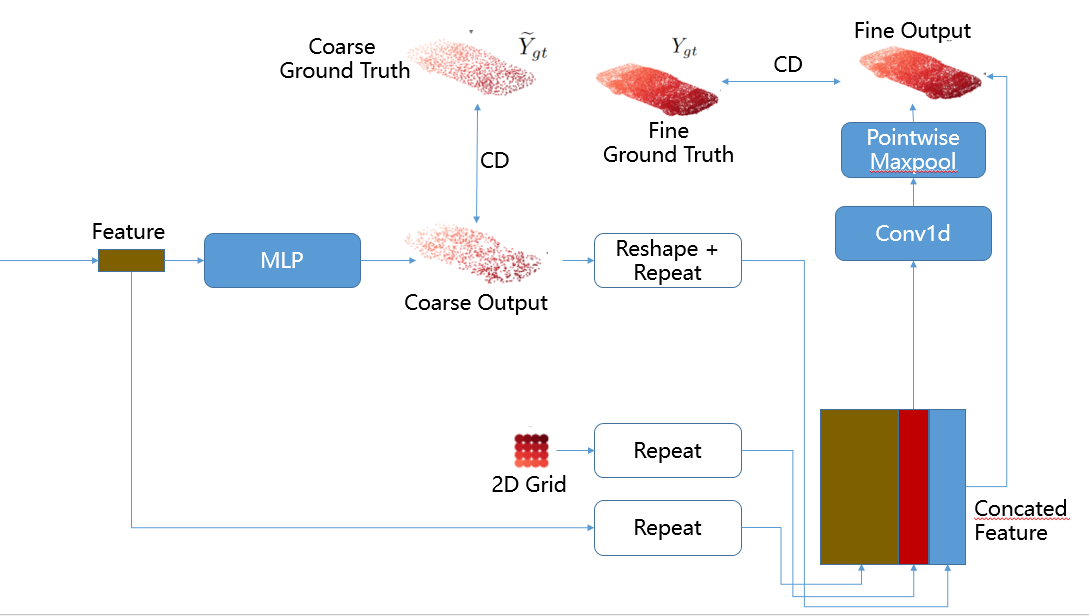 Fine Output
Coarse
Ground Truth
Ỹgt
Ygt
CD
Fine
Ground Truth
Pointwise
Maxpool
CD
Feature
MLP
Coarse Output
Reshape +
Repeat
Conv1d
2D Grid
Repeat
Repeat
Concated
Feature